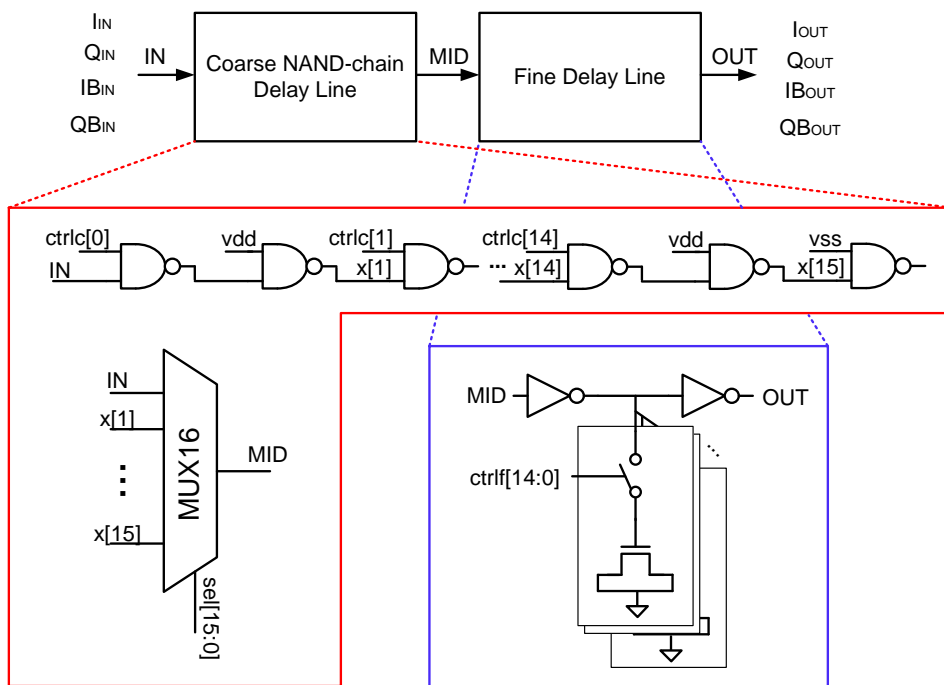 IIN
QIN
IBIN
QBIN
IN
Coarse NAND-chain
Delay Line
MID
Fine Delay Line
OUT
IOUT
QOUT
IBOUT
QBOUT
ctrlc[0]
IN
vdd
ctrlc[1]
x[1]
...
ctrlc[14]
x[14]
vdd
vss
x[15]
IN
x[1]
...
x[15]
MUX16
MID
sel[15:0]
MID
OUT
ctrlf[14:0]
...